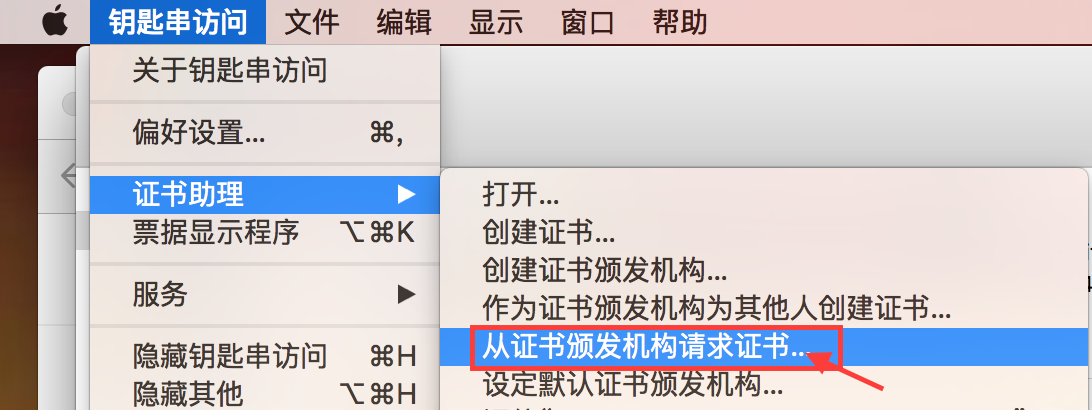 钥匙串访问 文件 编辑 显示 窗口 帮助
关于钥匙串访问
偏好设置... ⌘,
证书助理 ▶
票据显示程序 ⌥⌘K
服务 ▶
隐藏钥匙串访问 ⌘H
隐藏其他 ⌥⌘H
打开...
创建证书...
创建证书颁发机构...
作为证书颁发机构为其他人创建证书...
从证书颁发机构请求证书...
设定默认证书颁发机构...